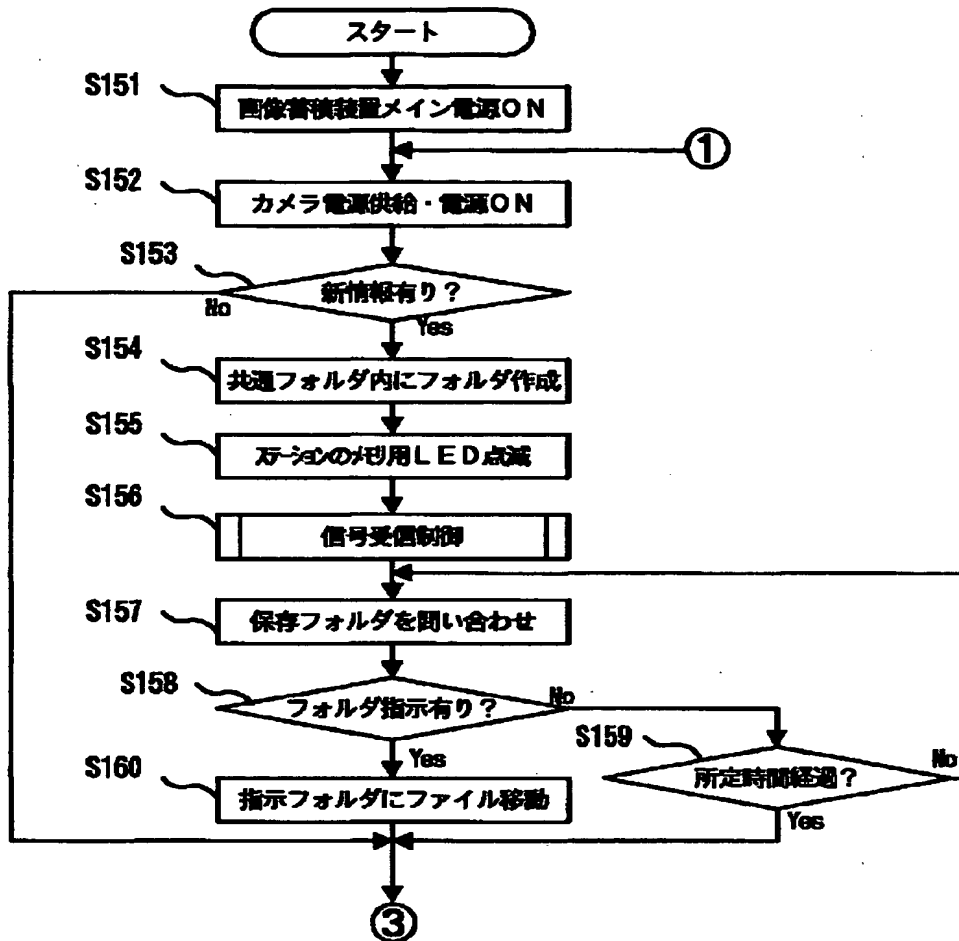 スタート
S151
画像蓄積装置メイン電源ON
①
S152
カメラ電源供給・電源ON
S153
新情報有り?
No
Yes
S154
共通フォルダ内にフォルダ作成
S155
ステーションのメモリ用LED点滅
S156
信号受信制御
S157
保存フォルダを問い合わせ
S158
フォルダ指示有り?
No
Yes
S159
所定時間経過?
No
Yes
S160
指示フォルダにファイル移動
③